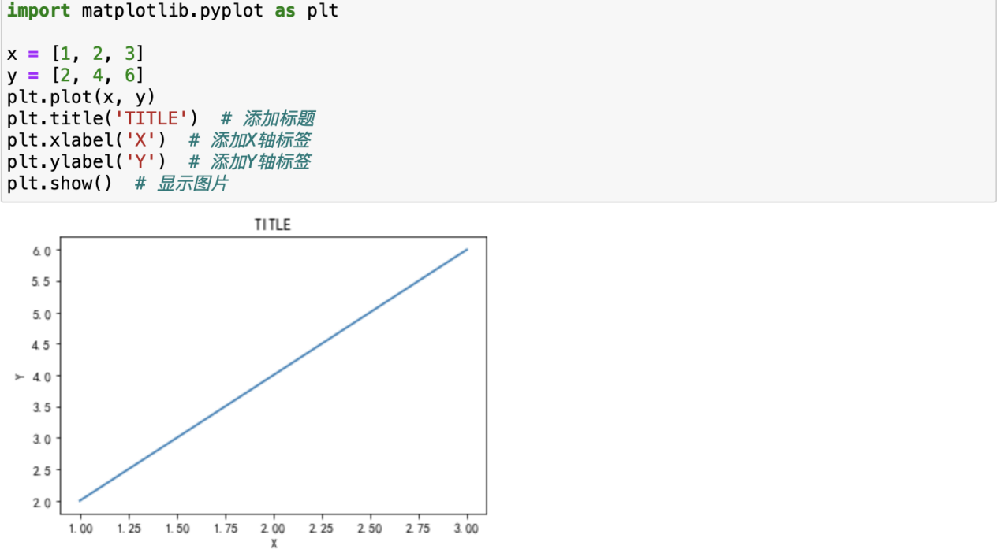 import matplotlib.pyplot as plt
x = [1, 2, 3]
y = [2, 4, 6]
plt.plot(x, y)
plt.title('TITLE')  # 添加标题
plt.xlabel('X')  # 添加X轴标签
plt.ylabel('Y')  # 添加Y轴标签
plt.show()  # 显示图片
TITLE
6.0
5.5
5.0
4.5
Y
4.0
3.5
3.0
2.5
2.0
1.00 1.25 1.50 1.75 2.00 2.25 2.50 2.75 3.00
X